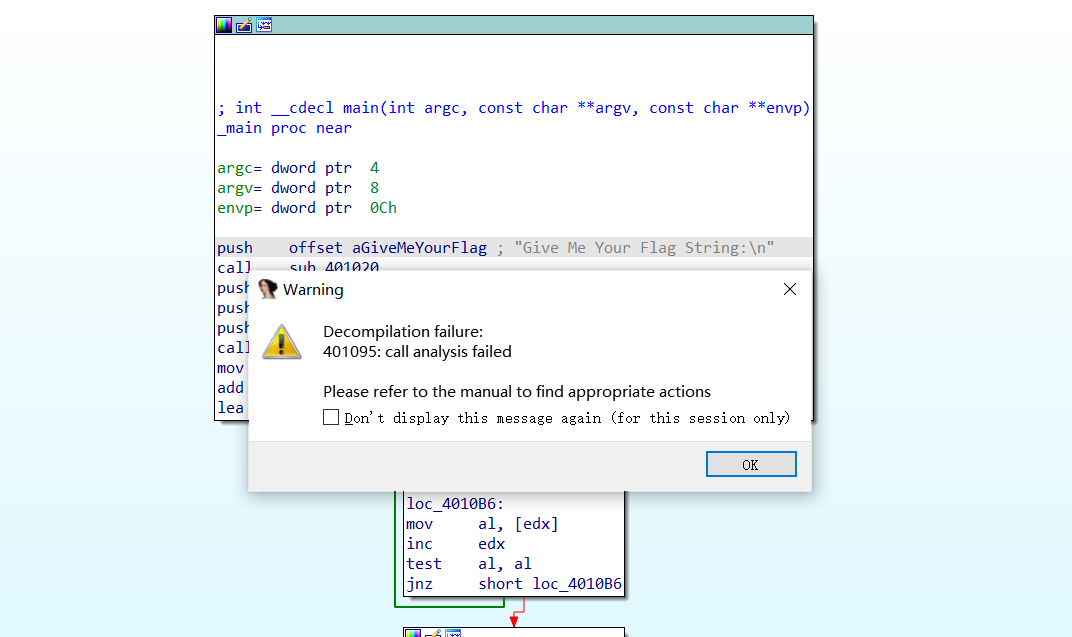 ; int __cdecl main(int argc, const char **argv, const char **envp)
_main proc near
argc= dword ptr  4
argv= dword ptr  8
envp= dword ptr  0Ch
push    offset aGiveMeYourFlag ; "Give Me Your Flag String:\n"
call    sub_401020
push
push
push
call
mov
add
lea
Warning
Decompilation failure:
401095: call analysis failed
Please refer to the manual to find appropriate actions
Don't display this message again (for this session only)
OK
loc_4010B6:
mov     al, [edx]
inc     edx
test    al, al
jnz     short loc_4010B6